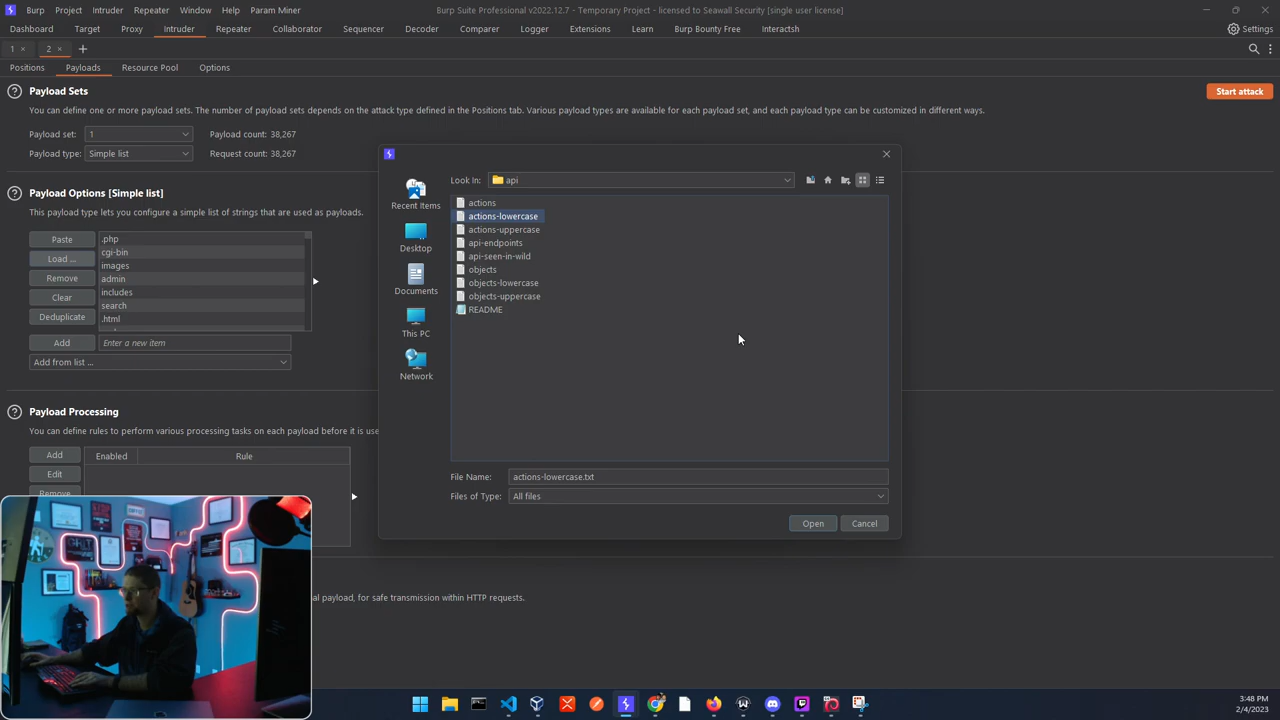 Burp Project Intruder Repeater Window Help Param Miner
Burp Suite Professional v2022.12.7 - Temporary Project - licensed to Seawall Security [single user license]
Dashboard Target Proxy Intruder Repeater Collaborator Sequencer Decoder Comparer Logger Extensions Learn Burp Bounty Free Interactsh Settings
1 × 2 × +
Positions Payloads Resource Pool Options
? Payload Sets
Start attack
You can define one or more payload sets. The number of payload sets depends on the attack type defined in the Positions tab. Various payload types are available for each payload set, and each payload type can be customized in different ways.
Payload set: 1 Payload count: 38,267
Payload type: Simple list Request count: 38,267
? Payload Options [Simple list]
This payload type lets you configure a simple list of strings that are used as payloads.
Paste
Load ...
Remove
Clear
Deduplicate
.php
cgi-bin
images
admin
includes
search
.html
Add Enter a new item
Add from list ...
? Payload Processing
You can define rules to perform various processing tasks on each payload before it is use
Add
Edit
Remove
Enabled Rule
al payload, for safe transmission within HTTP requests.
Look In: api
Recent Items
Desktop
Documents
This PC
Network
actions
actions-lowercase
actions-uppercase
api-endpoints
api-seen-in-wild
objects
objects-lowercase
objects-uppercase
README
File Name: actions-lowercase.txt
Files of Type: All files
Open Cancel
3:48 PM
2/4/2023